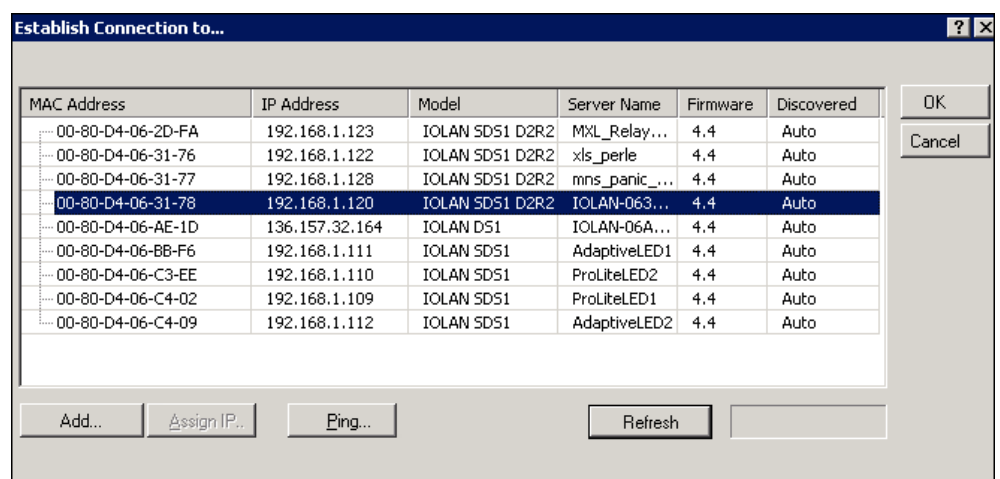 Establish Connection to...
MAC Address IP Address Model Server Name Firmware Discovered
00-80-D4-06-2D-FA 192.168.1.123 IOLAN SDS1 D2R2 MXL_Relay... 4.4 Auto
00-80-D4-06-31-76 192.168.1.122 IOLAN SDS1 D2R2 xls_perle 4.4 Auto
00-80-D4-06-31-77 192.168.1.128 IOLAN SDS1 D2R2 mns_panic_... 4.4 Auto
00-80-D4-06-31-78 192.168.1.120 IOLAN SDS1 D2R2 IOLAN-063... 4.4 Auto
00-80-D4-06-AE-1D 136.157.32.164 IOLAN DS1 IOLAN-06A... 4.4 Auto
00-80-D4-06-BB-F6 192.168.1.111 IOLAN SDS1 AdaptiveLED1 4.4 Auto
00-80-D4-06-C3-EE 192.168.1.110 IOLAN SDS1 ProLiteLED2 4.4 Auto
00-80-D4-06-C4-02 192.168.1.109 IOLAN SDS1 ProLiteLED1 4.4 Auto
00-80-D4-06-C4-09 192.168.1.112 IOLAN SDS1 AdaptiveLED2 4.4 Auto
OK
Cancel
Add... Assign IP.. Ping... Refresh